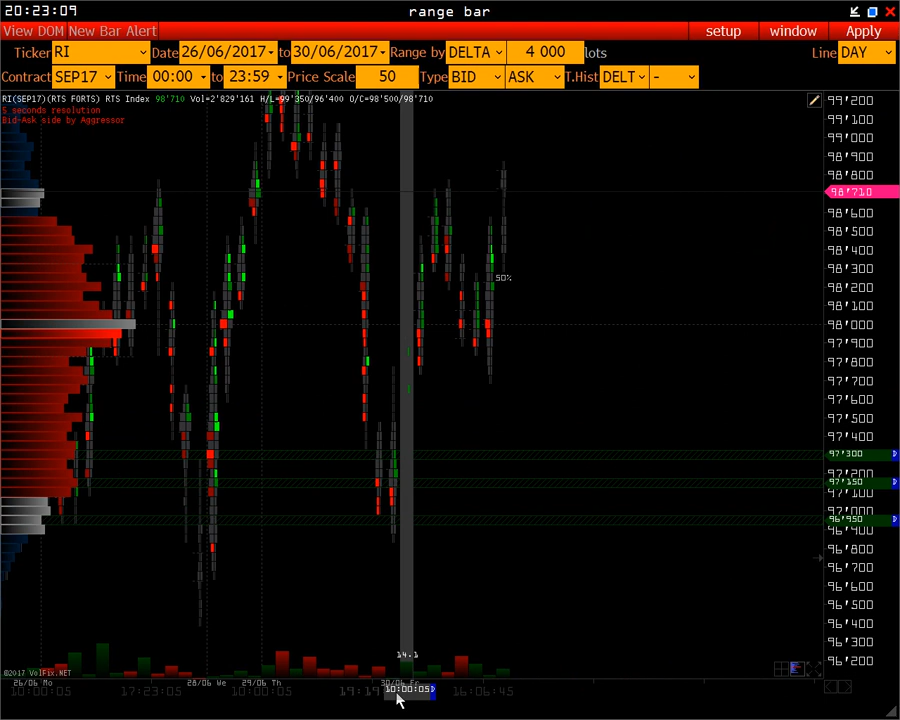 20:23:09
range bar
View DOM New Bar Alert
setup window Apply
Ticker RI Date 26/06/2017 to 30/06/2017 Range by DELTA 4 000 lots Line DAY
Contract SEP17 Time 00:00 to 23:59 Price Scale 50 Type BID ASK T.Hist DELT -
RI(SEP17)(RTS FORTS) RTS Index 98'710 Vol=2'829'161 H/L=99'350/96'400 O/C=98'500/98'710
5 seconds resolution
Bid-Ask side by Aggressor
99'200
99'100
99'000
98'900
98'800
98'710
98'600
98'500
98'400
98'300
50%
98'200
98'100
98'000
97'900
97'800
97'700
97'600
97'500
97'400
97'300 D
97'200
97'150 D
97'100
97'000
96'950 D
96'900
96'800
96'700
96'600
96'500
96'400
96'300
96'200
14.1
©2017 VolFix.NET
26/06 Mo 28/06 We 29/06 Th 30/06 Fr
10:00:05 17:23:05 10:00:05 19:19 10:00:05 D 16:06:45